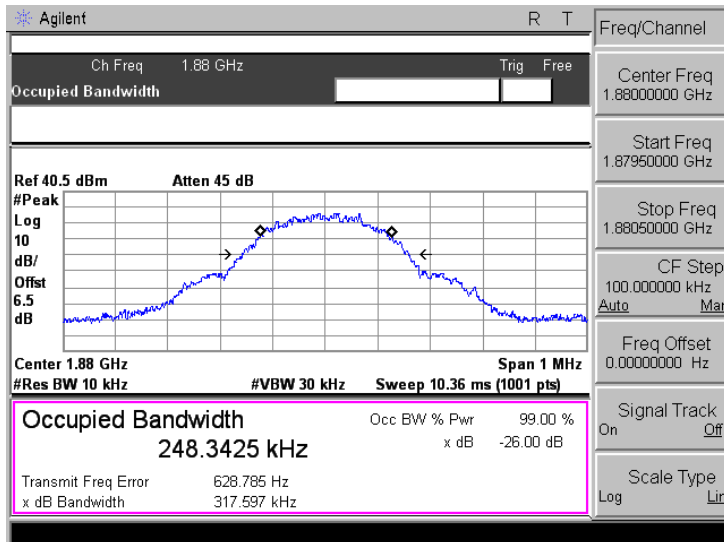 Agilent
R T
Ch Freq 1.88 GHz Trig Free
Occupied Bandwidth
Ref 40.5 dBm Atten 45 dB
#Peak
Log
10
dB/
Offst
6.5
dB
Center 1.88 GHz Span 1 MHz
#Res BW 10 kHz #VBW 30 kHz Sweep 10.36 ms (1001 pts)
Occupied Bandwidth Occ BW % Pwr 99.00 %
248.3425 kHz x dB -26.00 dB
Transmit Freq Error 628.785 Hz
x dB Bandwidth 317.597 kHz
Freq/Channel
Center Freq
1.88000000 GHz
Start Freq
1.87950000 GHz
Stop Freq
1.88050000 GHz
CF Step
100.000000 kHz
Auto Man
Freq Offset
0.00000000 Hz
Signal Track
On Off
Scale Type
Log Lin